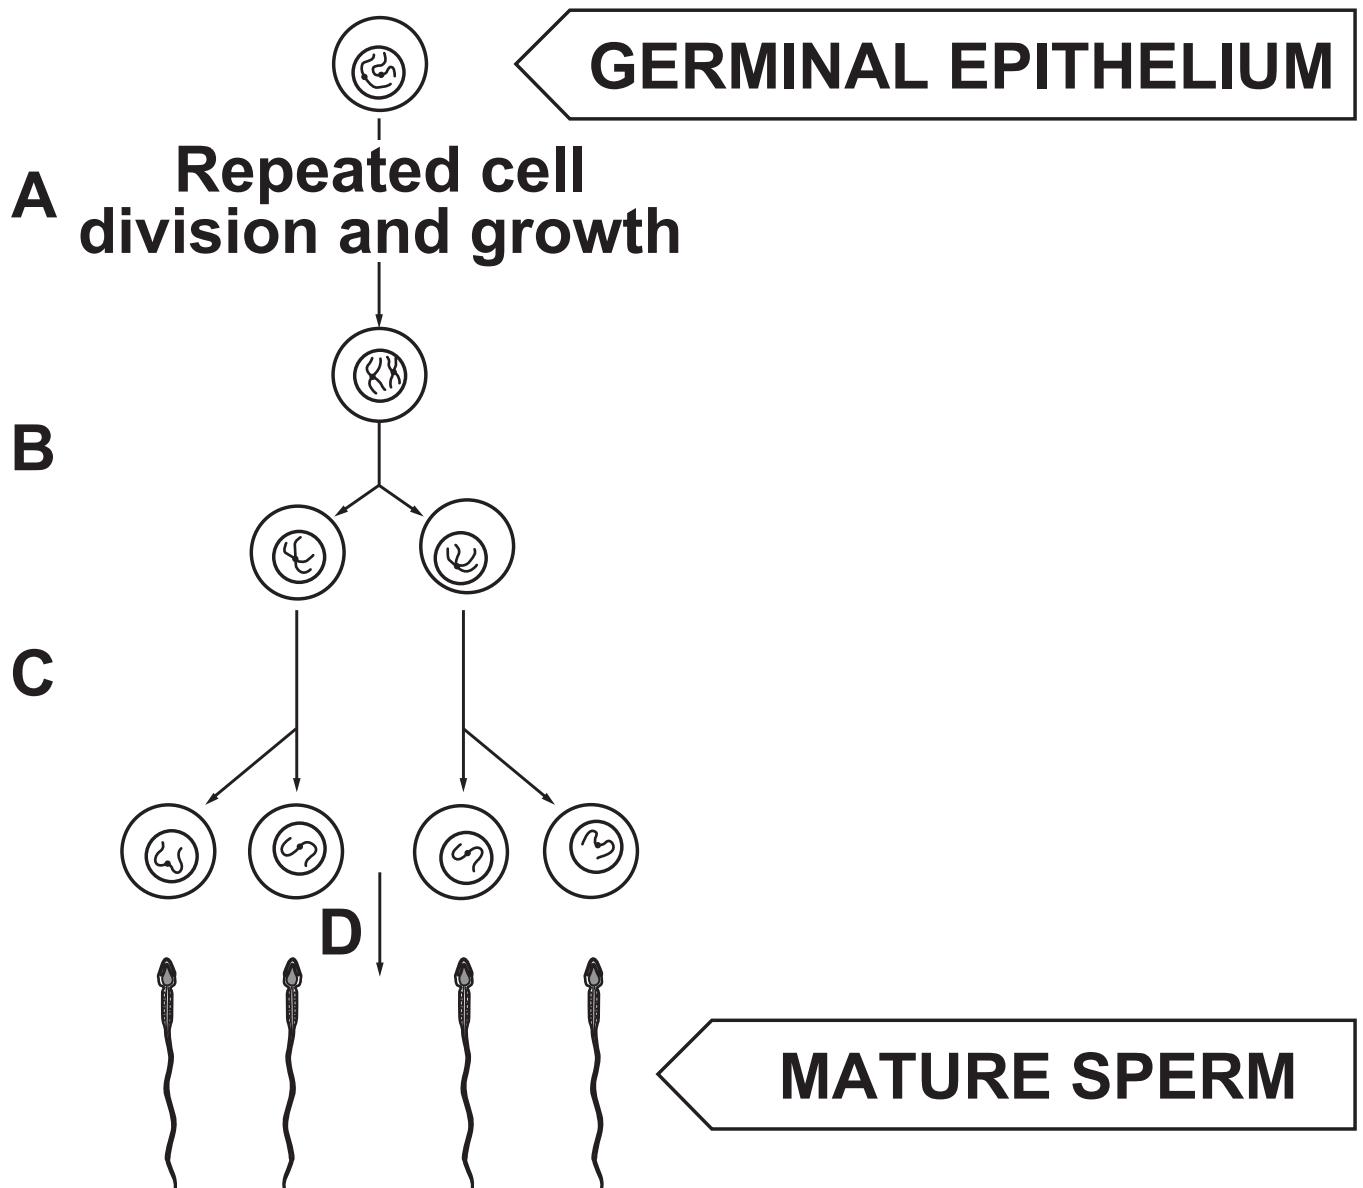 GERMINAL EPITHELIUM
A
Repeated cell
division and growth
B
C
D
MATURE SPERM